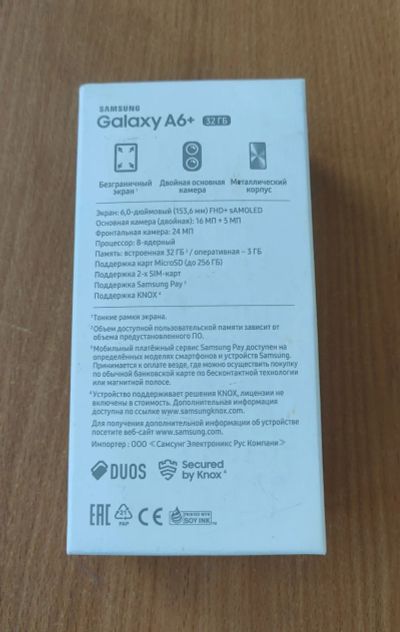 SAMSUNG
Galaxy A6+ 32 ГБ
Безграничный экран¹
Двойная основная камера
Металлический корпус
Экран: 6,0-дюймовый (153,6 мм) FHD+ sAMOLED
Основная камера (двойная): 16 МП + 5 МП
Фронтальная камера: 24 МП
Процессор: 8-ядерный
Память: встроенная 32 ГБ² / оперативная – 3 ГБ
Поддержка карт MicroSD (до 256 ГБ)
Поддержка 2-х SIM-карт
Поддержка Samsung Pay³
Поддержка KNOX⁴
¹Тонкие рамки экрана.
²Объем доступной пользовательской памяти зависит от
объема предустановленного ПО.
³Мобильный платёжный сервис Samsung Pay доступен на
определённых моделях смартфонов и устройств Samsung.
Принимается к оплате везде, где можно осуществить покупку
по обычной банковской карте по бесконтактной технологии
или магнитной полосе.
⁴Устройство поддерживает решения KNOX, лицензии не
включены в стоимость. Дополнительная информация
доступна по ссылке www.samsungknox.com.
Для получения дополнительной информации об устройстве
посетите веб-сайт www.samsung.com.
Импортер : ООО «Самсунг Электроникс Рус Компани»
DUOS
Secured
by Knox⁴
EAC
21
PAP
CE
PRINTED WITH
SOY INK